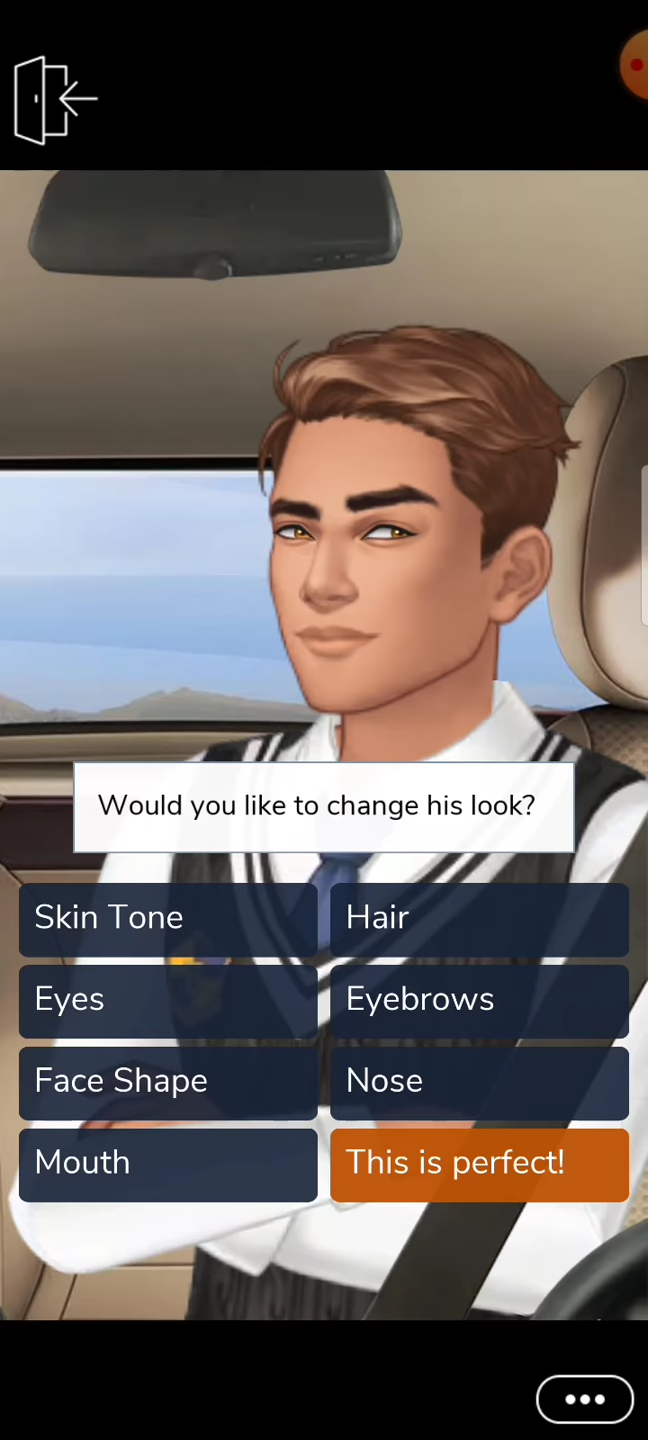 Would you like to change his look?
Skin Tone
Hair
Eyes
Eyebrows
Face Shape
Nose
Mouth
This is perfect!